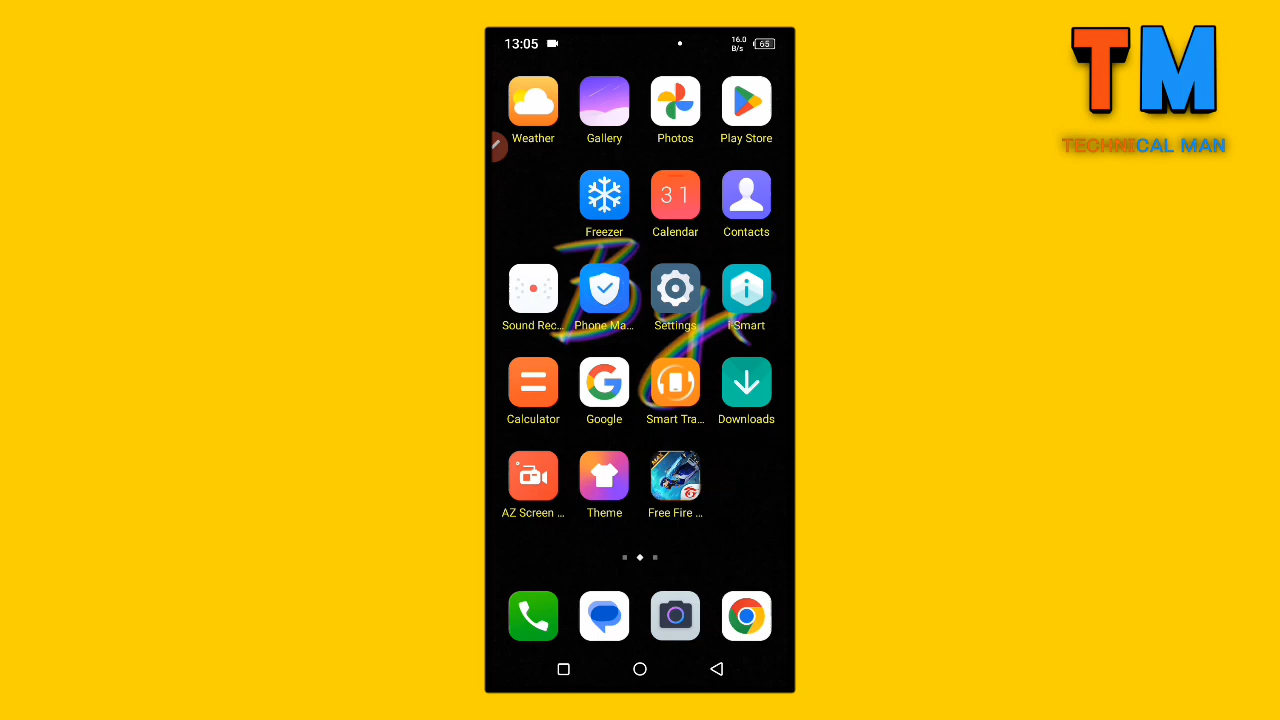 13:05
16.0
B/s
65
TM
TECHNICAL MAN
Weather
Gallery
Photos
Play Store
Freezer
31
Calendar
Contacts
Sound Rec...
Phone Ma...
Settings
i-Smart
Calculator
Google
Smart Tra...
Downloads
AZ Screen ...
Theme
MAX
Free Fire ...